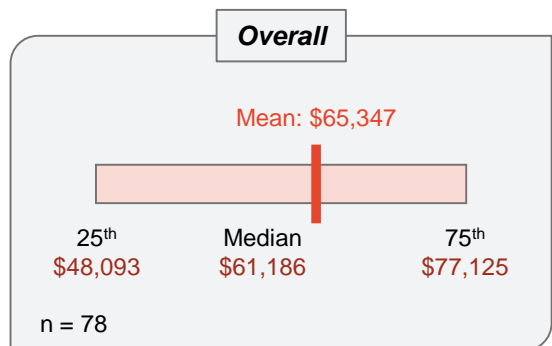 Overall
Mean: $65,347
25th Median 75th
$48,093 $61,186 $77,125
n = 78